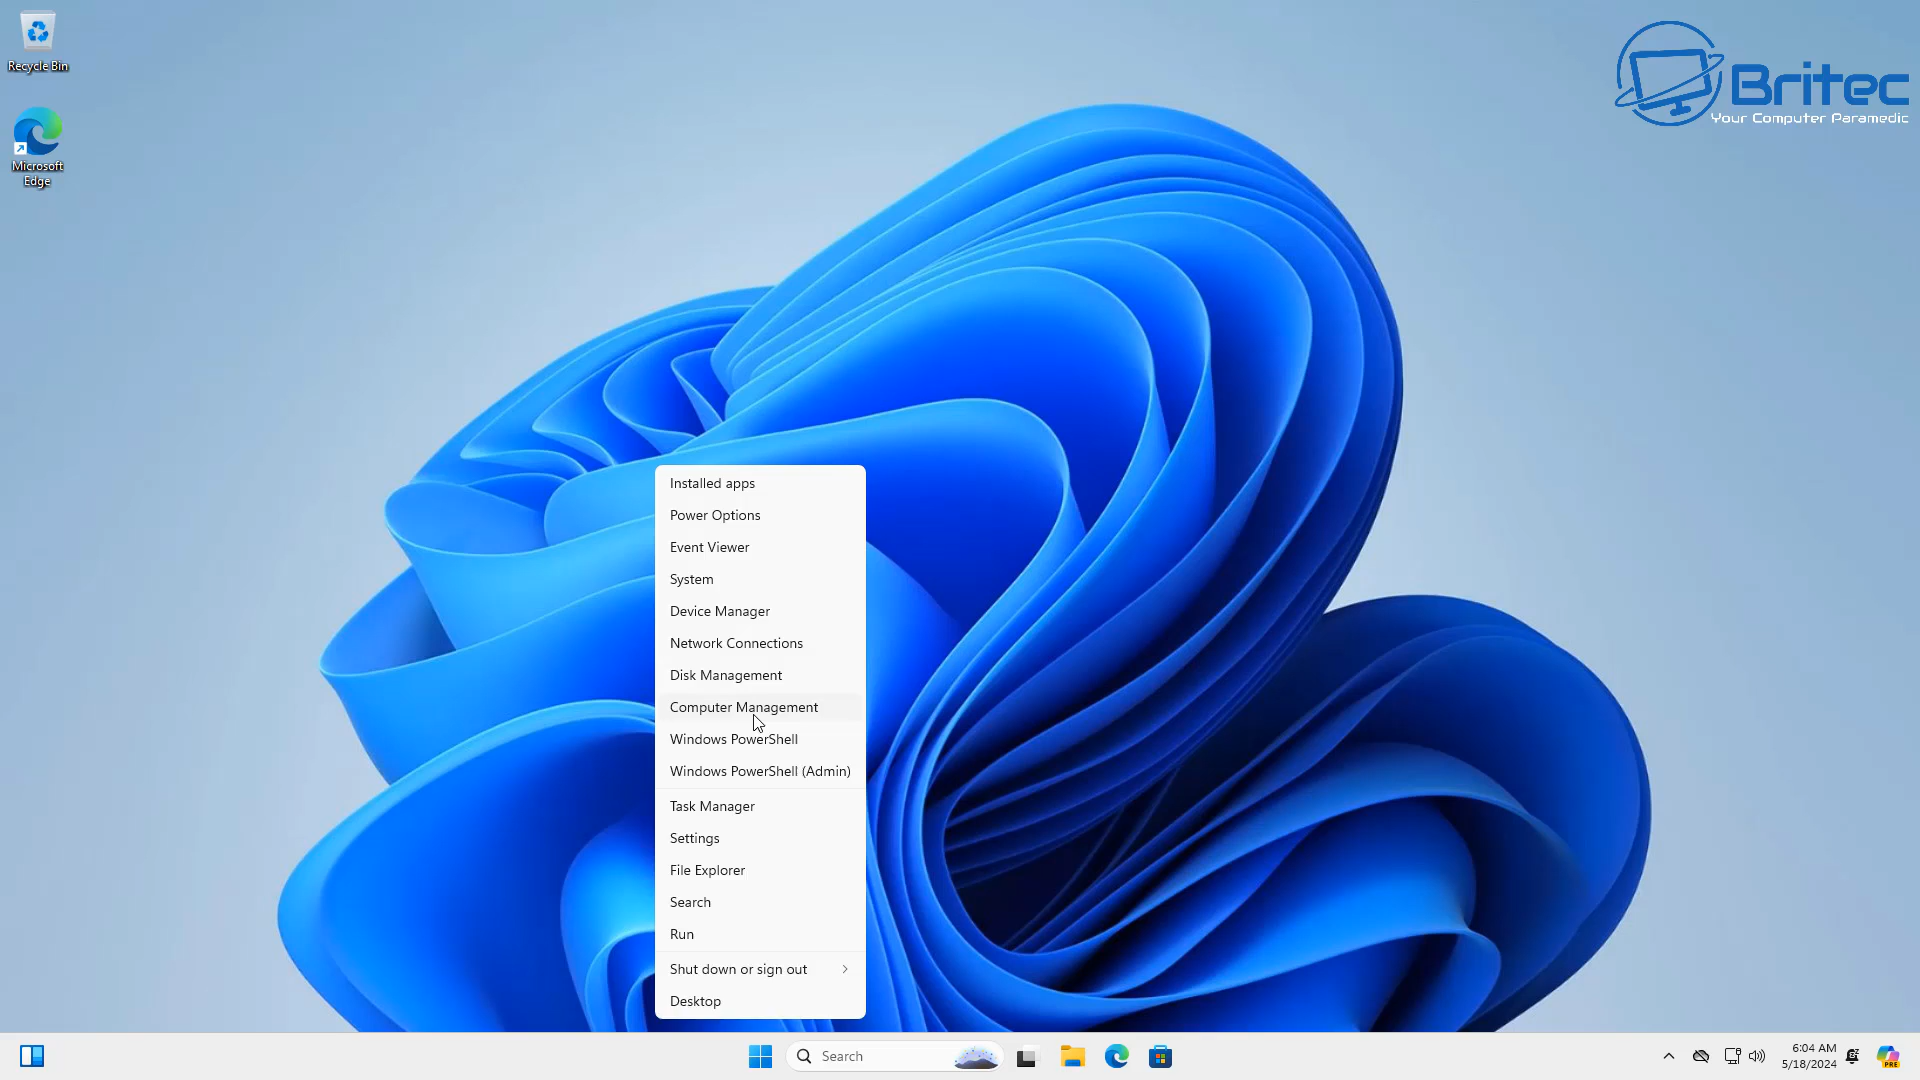 Recycle Bin
Microsoft
Edge
Britec
Your Computer Paramedic
Installed apps
Power Options
Event Viewer
System
Device Manager
Network Connections
Disk Management
Computer Management
Windows PowerShell
Windows PowerShell (Admin)
Task Manager
Settings
File Explorer
Search
Run
Shut down or sign out
Desktop
Search
6:04 AM
5/18/2024
PRE